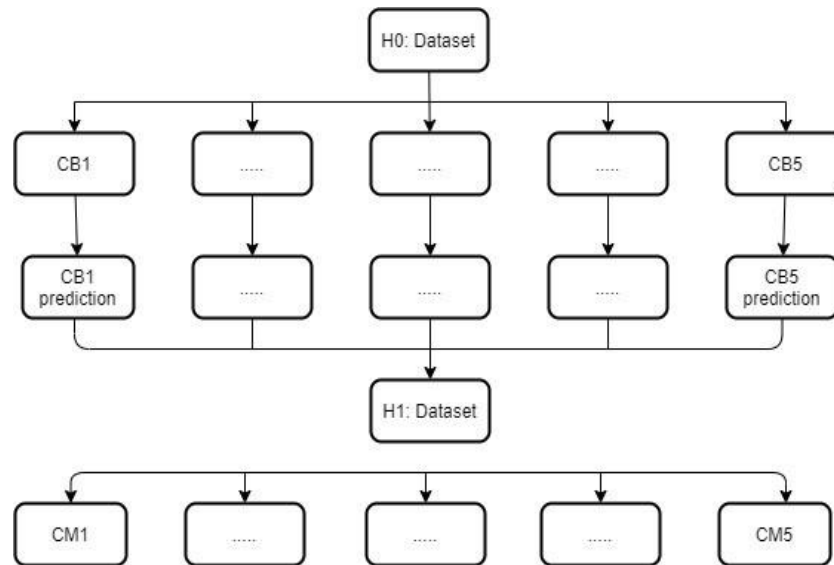 H0: Dataset
CB1
.....
.....
.....
CB5
CB1
prediction
.....
.....
.....
CB5
prediction
H1: Dataset
CM1
.....
.....
.....
CM5